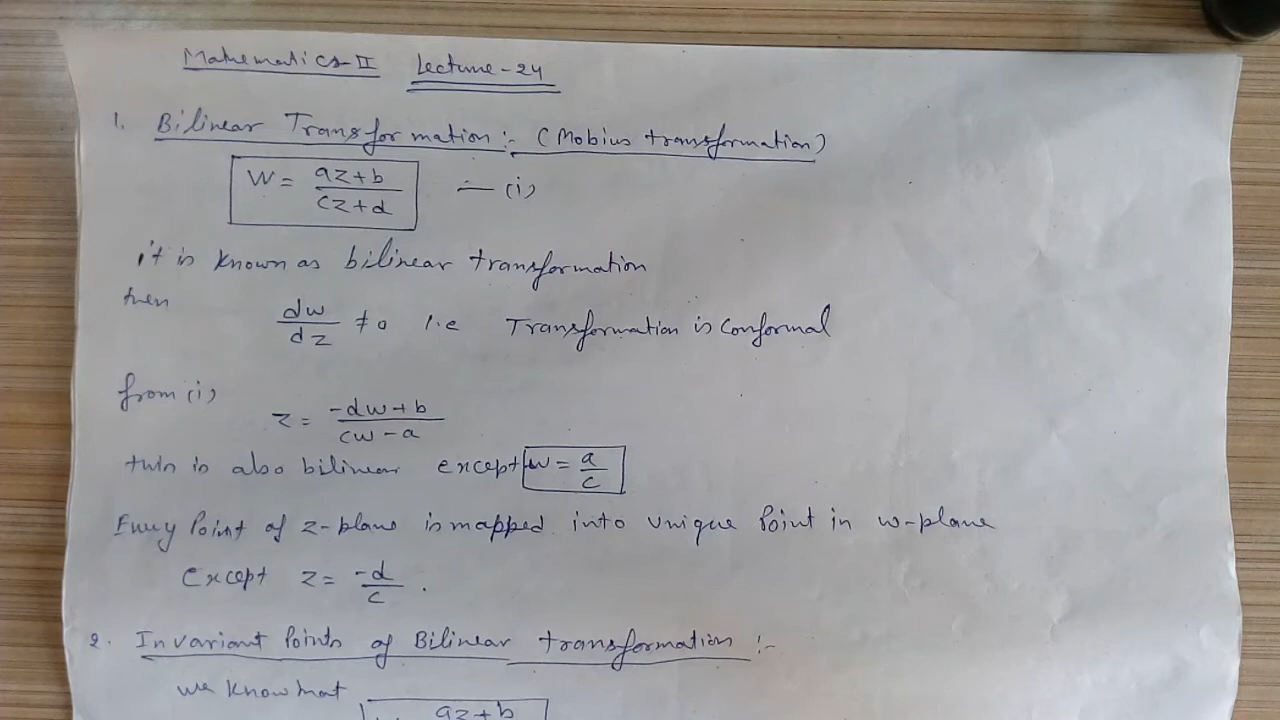 Mathematics-II Lecture-24
1. Bilinear Transformation:- (Mobius transformation)
W = az+b / cz+d — (i)
it is known as bilinear transformation
then dw/dz ≠ 0 i.e Transformation is conformal
from (i)
z = -dw+b / cw-a
this is also bilinear except w = a/c
Every Point of z-plane is mapped into unique Point in w-plane
Except z = -d/c .
2. Invariant Points of Bilinear transformation :-
we know that
az+b